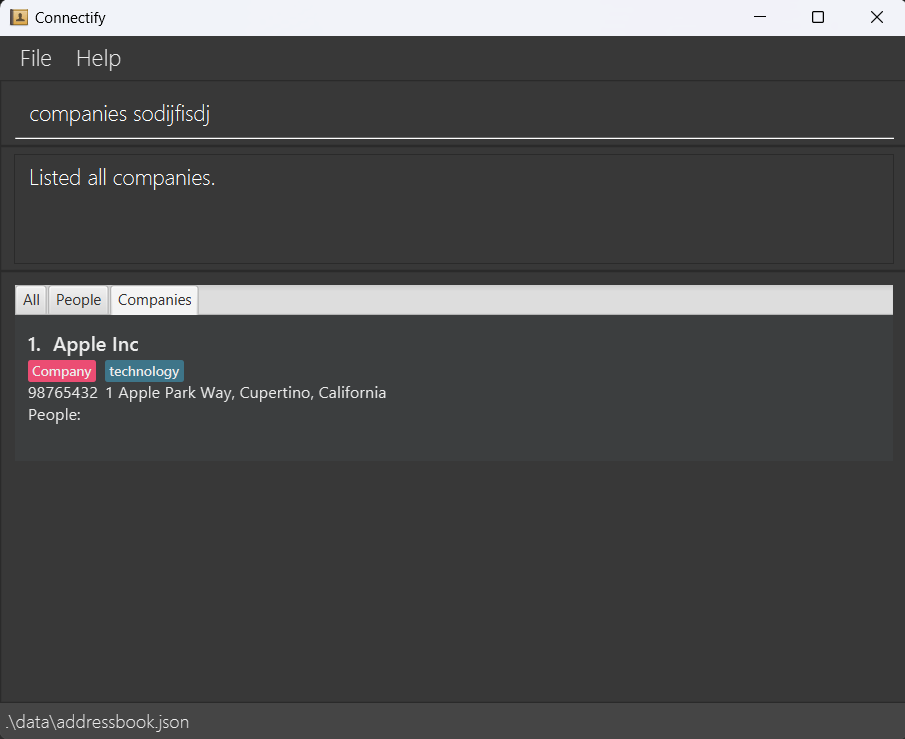 Connectify
File Help
companies sodijfisdj
Listed all companies.
All People Companies
1. Apple Inc
Company technology
98765432 1 Apple Park Way, Cupertino, California
People:
.\data\addressbook.json